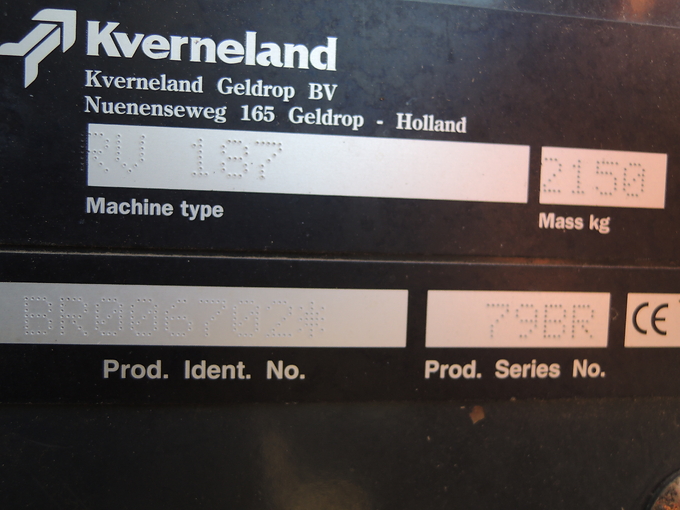 Kverneland
Kverneland Geldrop BV
Nuenenseweg 165 Geldrop - Holland
RV 187
2150
Machine type
Mass kg
BR006702*
79BR
CE
Prod. Ident. No.
Prod. Series No.